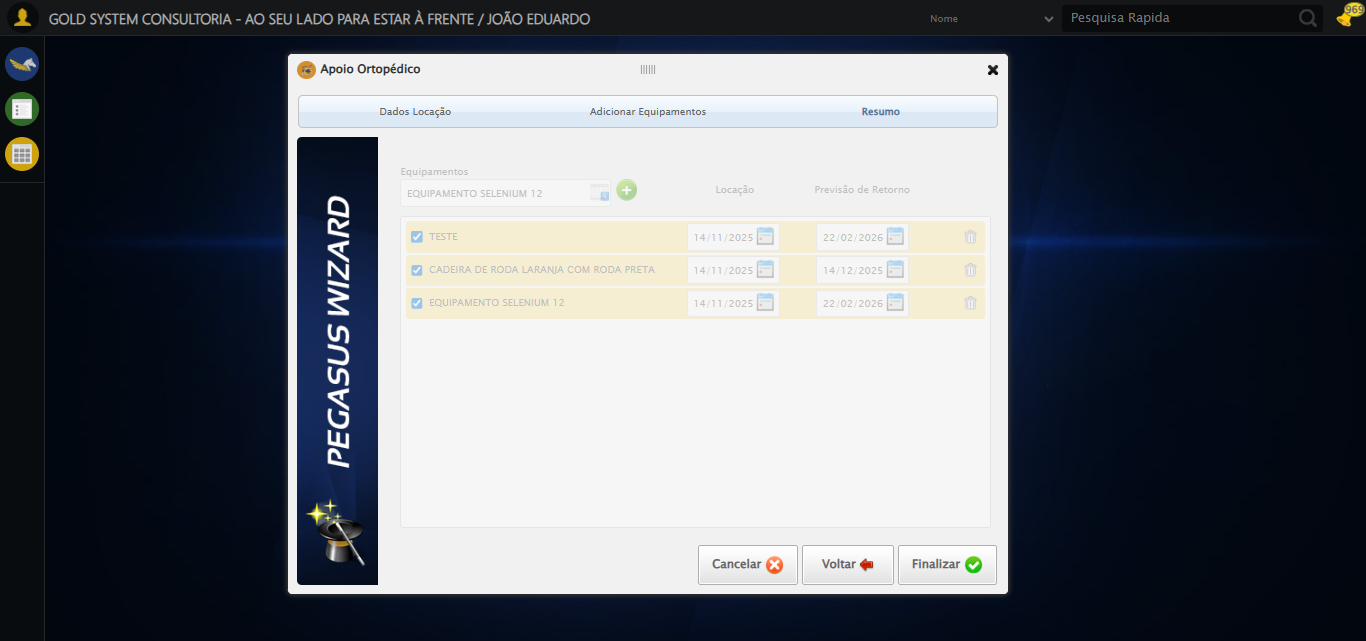 GOLD SYSTEM CONSULTORIA - AO SEU LADO PARA ESTAR À FRENTE / JOÃO EDUARDO
Nome
Pesquisa Rapida
969
Apoio Ortopédico
Dados Locação
Adicionar Equipamentos
Resumo
PEGASUS WIZARD
Equipamentos
EQUIPAMENTO SELENIUM 12
Locação
Previsão de Retorno
TESTE 14/11/2025 22/02/2026
CADEIRA DE RODA LARANJA COM RODA PRETA 14/11/2025 14/12/2025
EQUIPAMENTO SELENIUM 12 14/11/2025 22/02/2026
Cancelar
Voltar
Finalizar